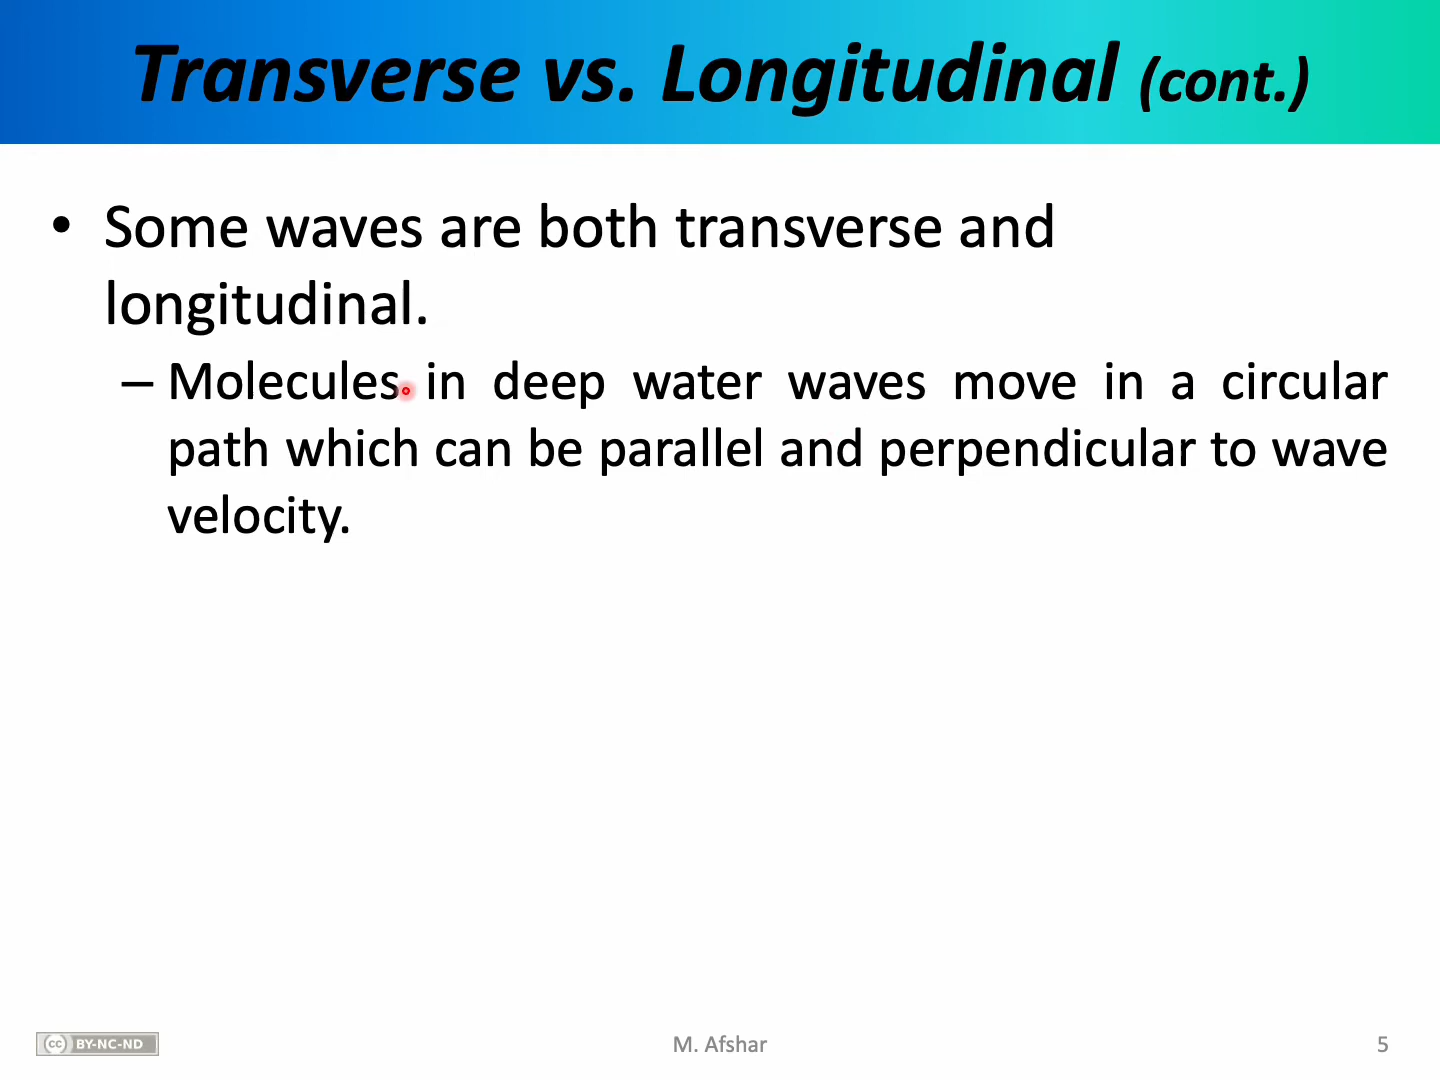 Transverse vs. Longitudinal (cont.)
• Some waves are both transverse and
longitudinal.
– Molecules in deep water waves move in a circular
path which can be parallel and perpendicular to wave
velocity.
cc BY-NC-ND
M. Afshar
5